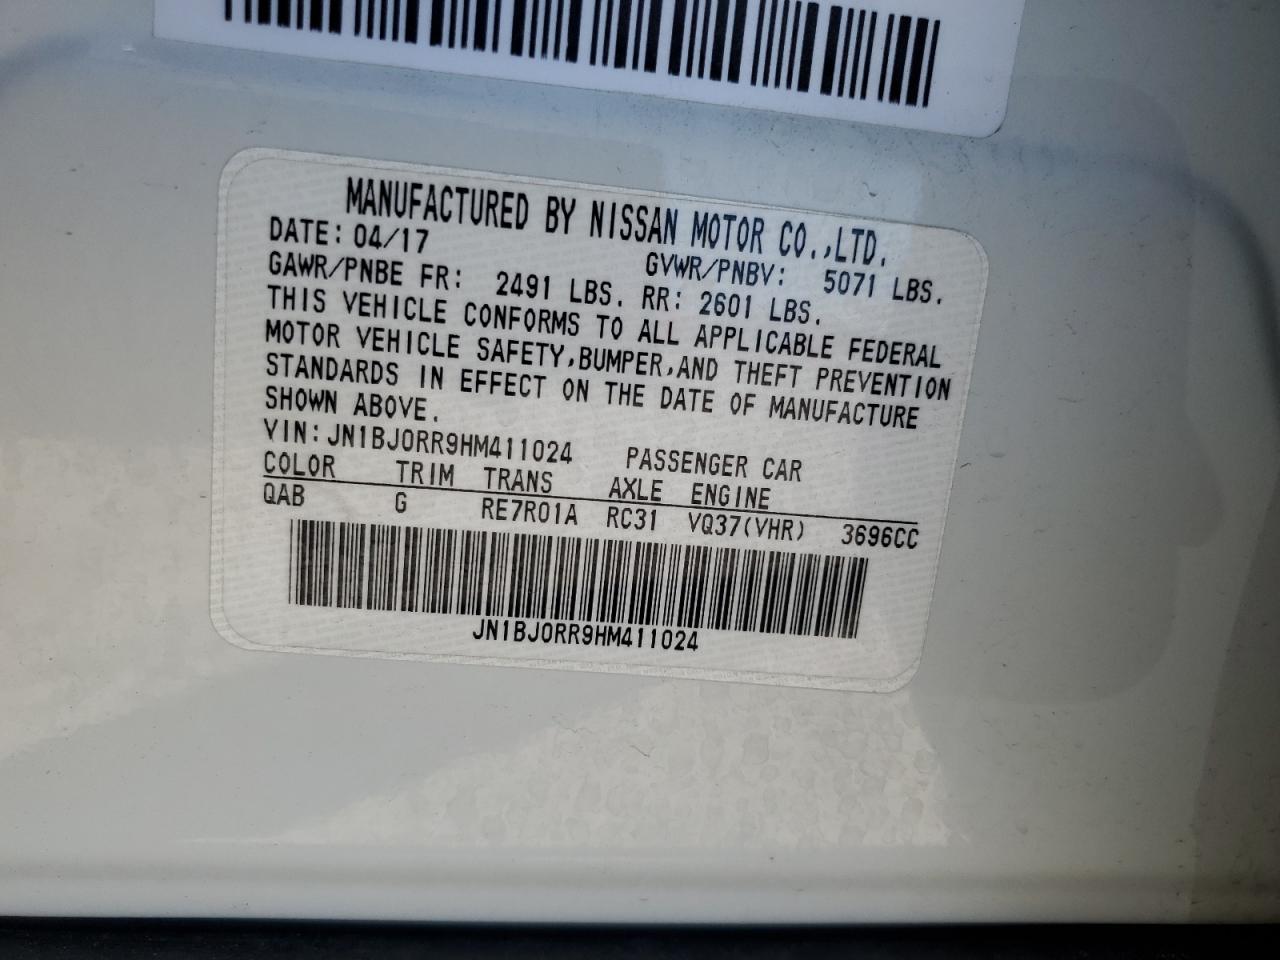 MANUFACTURED BY NISSAN MOTOR CO.,LTD.
DATE: 04/17 GVWR/PNBV: 5071 LBS.
GAWR/PNBE FR: 2491 LBS. RR: 2601 LBS.
THIS VEHICLE CONFORMS TO ALL APPLICABLE FEDERAL
MOTOR VEHICLE SAFETY,BUMPER,AND THEFT PREVENTION
STANDARDS IN EFFECT ON THE DATE OF MANUFACTURE
SHOWN ABOVE.
VIN:JN1BJ0RR9HM411024 PASSENGER CAR
COLOR TRIM TRANS AXLE ENGINE
QAB G RE7R01A RC31 VQ37(VHR) 3696CC
JN1BJ0RR9HM411024